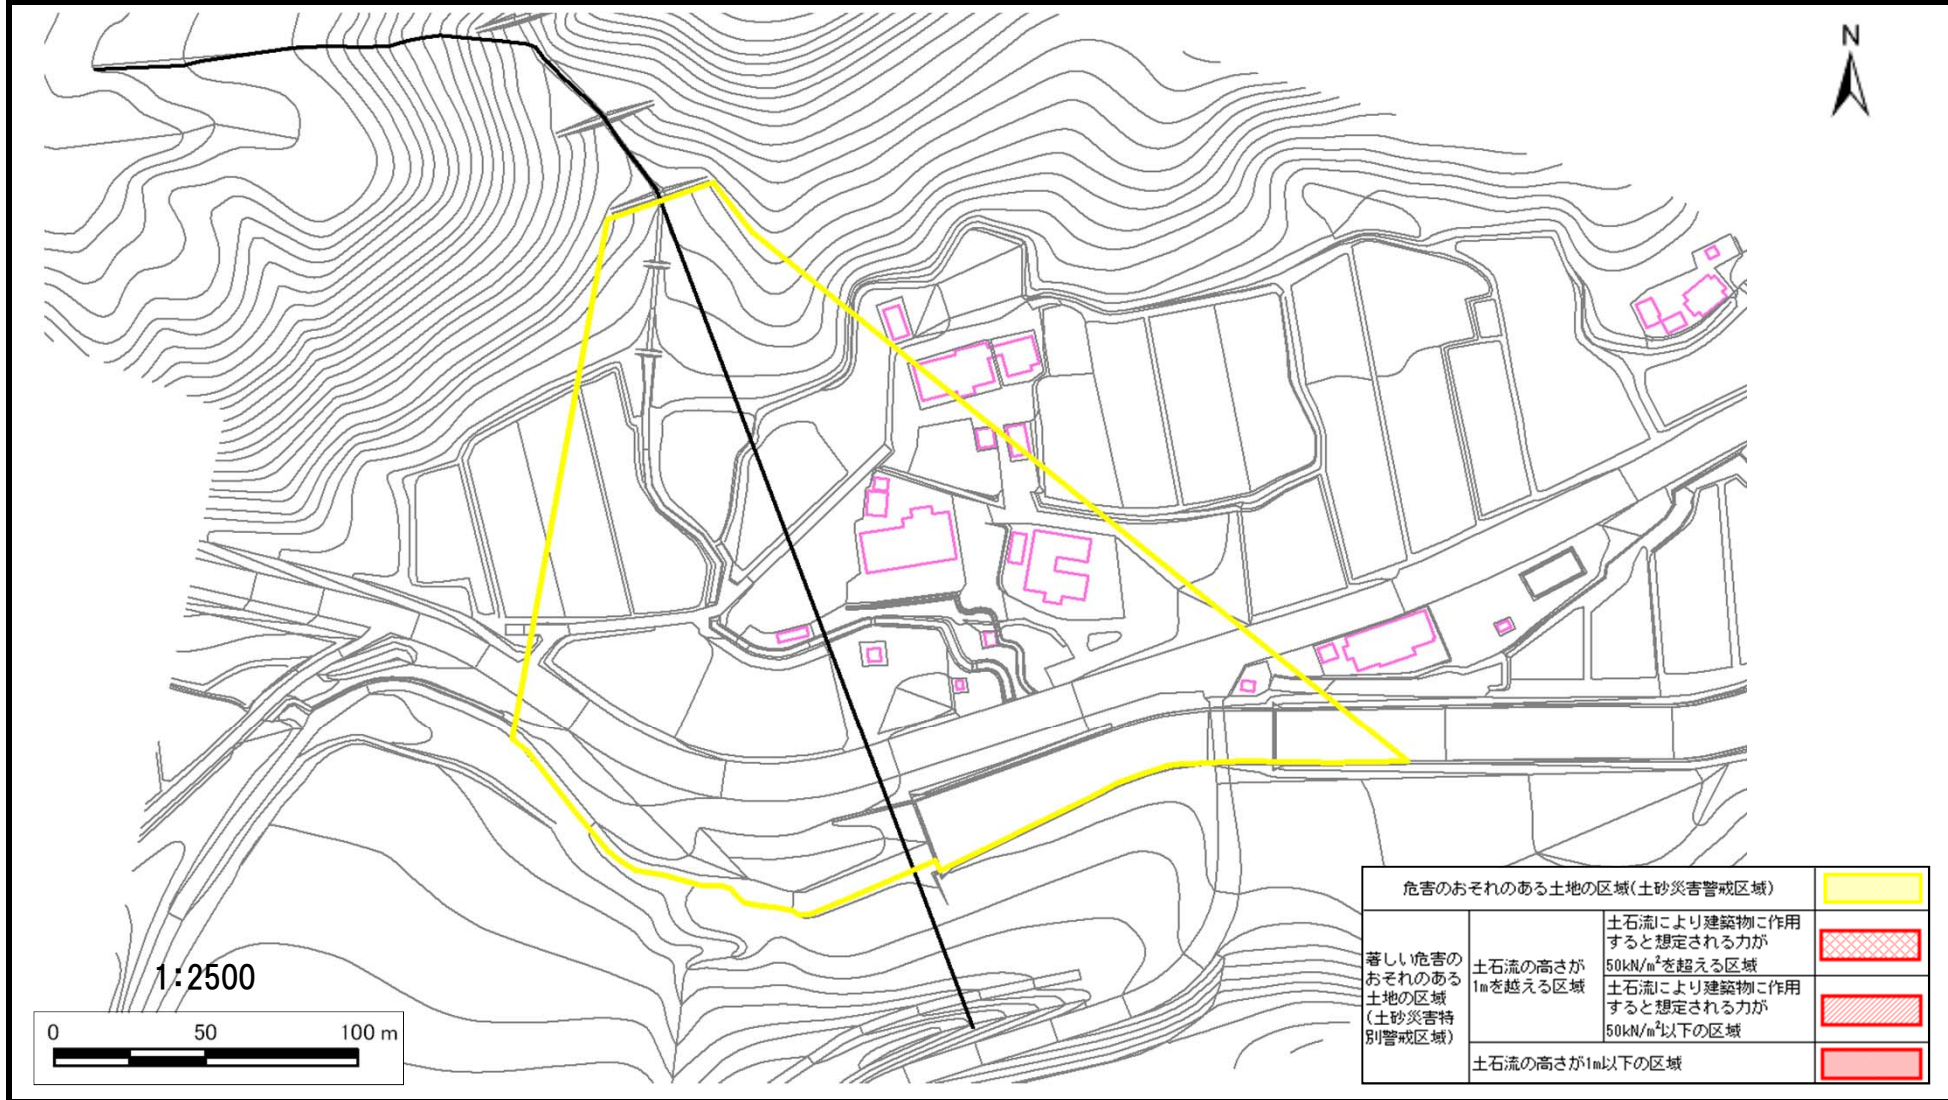 N
危害のおそれのある土地の区域(土砂災害警戒区域)
著しい危害の
おそれのある
土地の区域
(土砂災害特
別警戒区域)
土石流の高さが
1mを越える区域
土石流により建築物に作用
すると想定される力が
50kN/m²を超える区域
土石流により建築物に作用
すると想定される力が
50kN/m²以下の区域
土石流の高さが1m以下の区域
1:2500
0 50 100 m